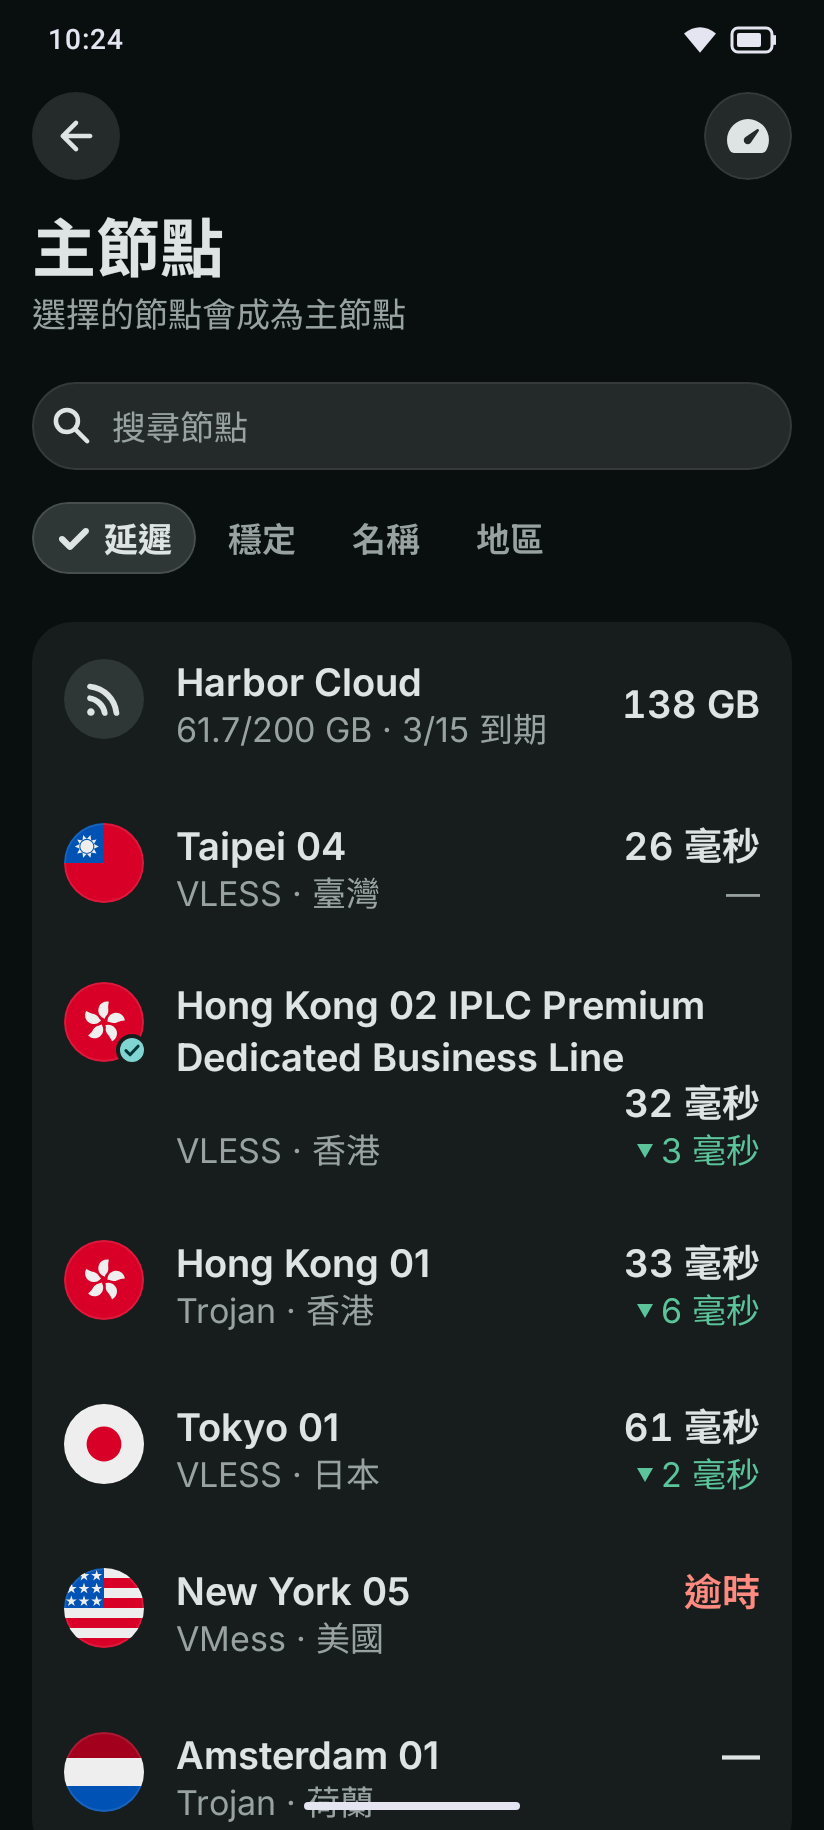 10:24
主節點
選擇的節點會成為主節點
搜尋節點
延遲 穩定 名稱 地區
Harbor Cloud
138 GB
61.7/200 GB · 3/15 到期
Taipei 04
26 毫秒
VLESS · 臺灣
—
Hong Kong 02 IPLC Premium
Dedicated Business Line
32 毫秒
VLESS · 香港
▼3 毫秒
Hong Kong 01
33 毫秒
Trojan · 香港
▼6 毫秒
Tokyo 01
61 毫秒
VLESS · 日本
▼2 毫秒
New York 05
逾時
VMess · 美國
Amsterdam 01
—
Trojan · 荷蘭